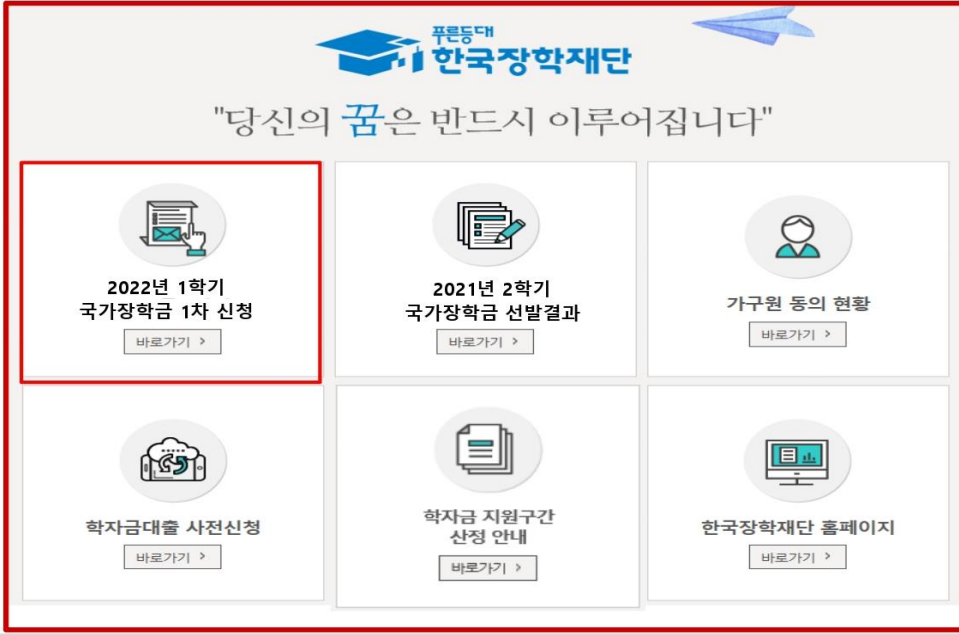 푸른등대
한국장학재단
"당신의 꿈은 반드시 이루어집니다"
2022년 1학기
국가장학금 1차 신청
바로가기 >
2021년 2학기
국가장학금 선발결과
바로가기 >
가구원 동의 현황
바로가기 >
학자금대출 사전신청
바로가기 >
학자금 지원구간
산정 안내
바로가기 >
한국장학재단 홈페이지
바로가기 >